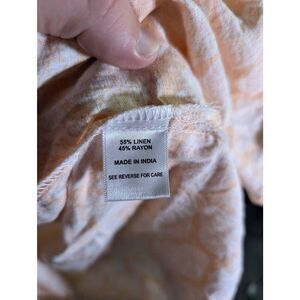 55% LINEN
45% RAYON
MADE IN INDIA
SEE REVERSE FOR CARE